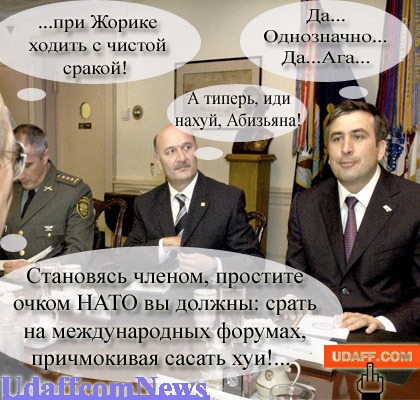 ...при Жорике
ходить с чистой
сракой!
Да...
Однозначно...
Да...Ага...
А типерь, иди
нахуй, Абизьяна!
Становясь членом, простите
очком НАТО вы должны: срать
на международных форумах,
причмокивая сасать хуи!...
UDAFF.COM
UdaffcomNews